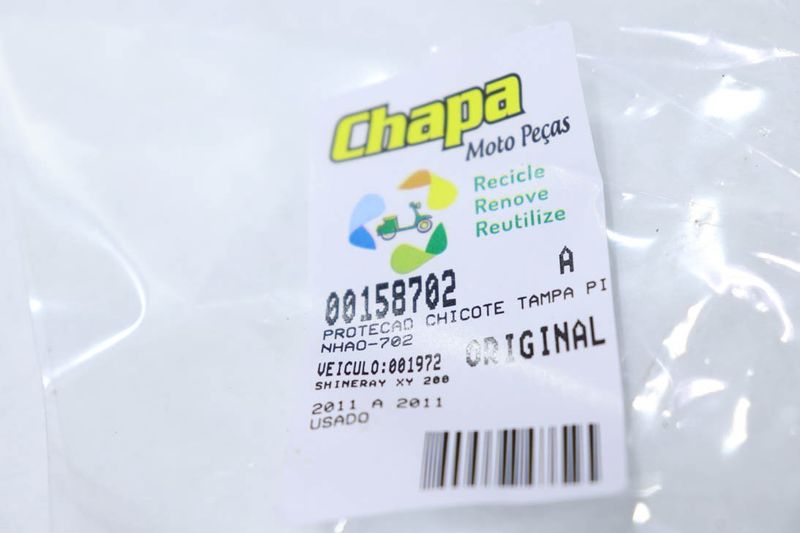 Chapa
Moto Peças
Recicle
Renove
Reutilize
A
00158702
PROTECAO CHICOTE TAMPA PI
NHAO-702
ORIGINAL
VEICULO:001972
SHINERAY XY 200
2011 A 2011
USADO